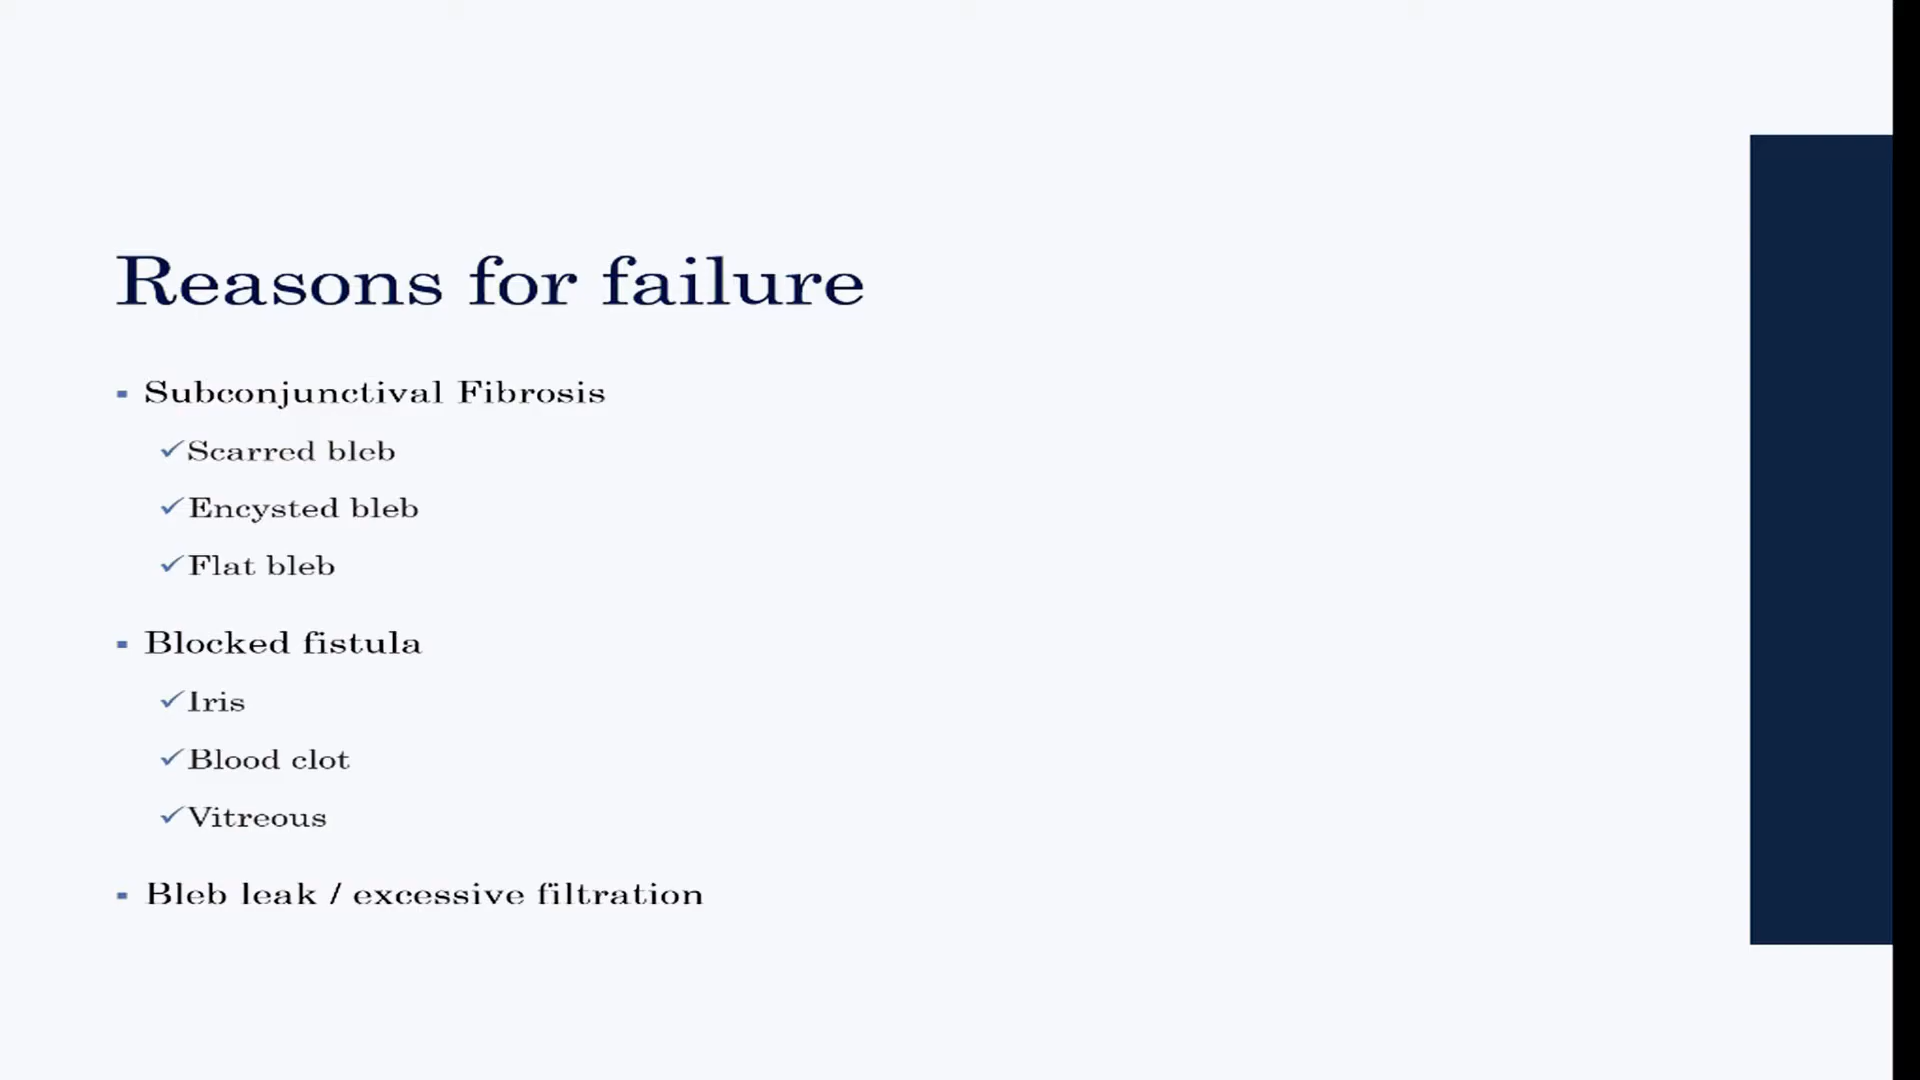 Reasons for failure
▪ Subconjunctival Fibrosis
✓Scarred bleb
✓Encysted bleb
✓Flat bleb
▪ Blocked fistula
✓Iris
✓Blood clot
✓Vitreous
▪ Bleb leak / excessive filtration